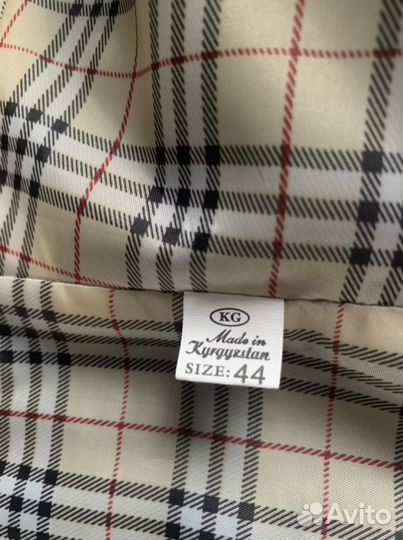 KG
Made in
Kyrgyzstan
SIZE: 44
Avito